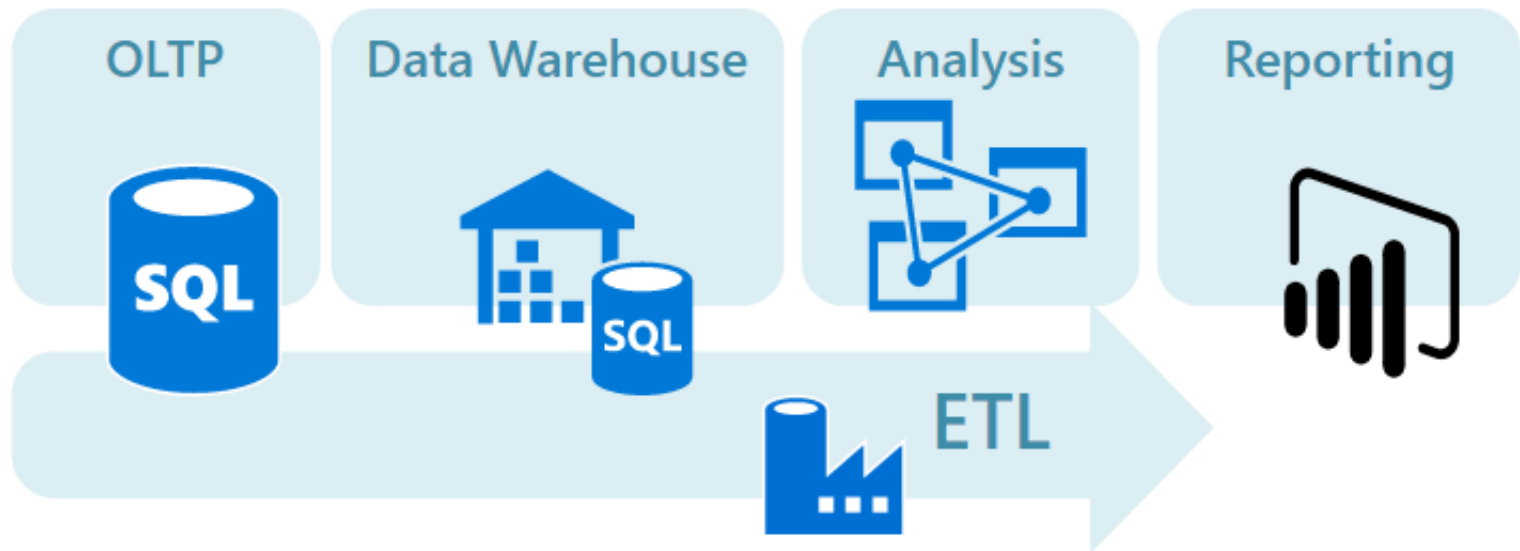 OLTP
Data Warehouse
Analysis
Reporting
SQL
SQL
ETL